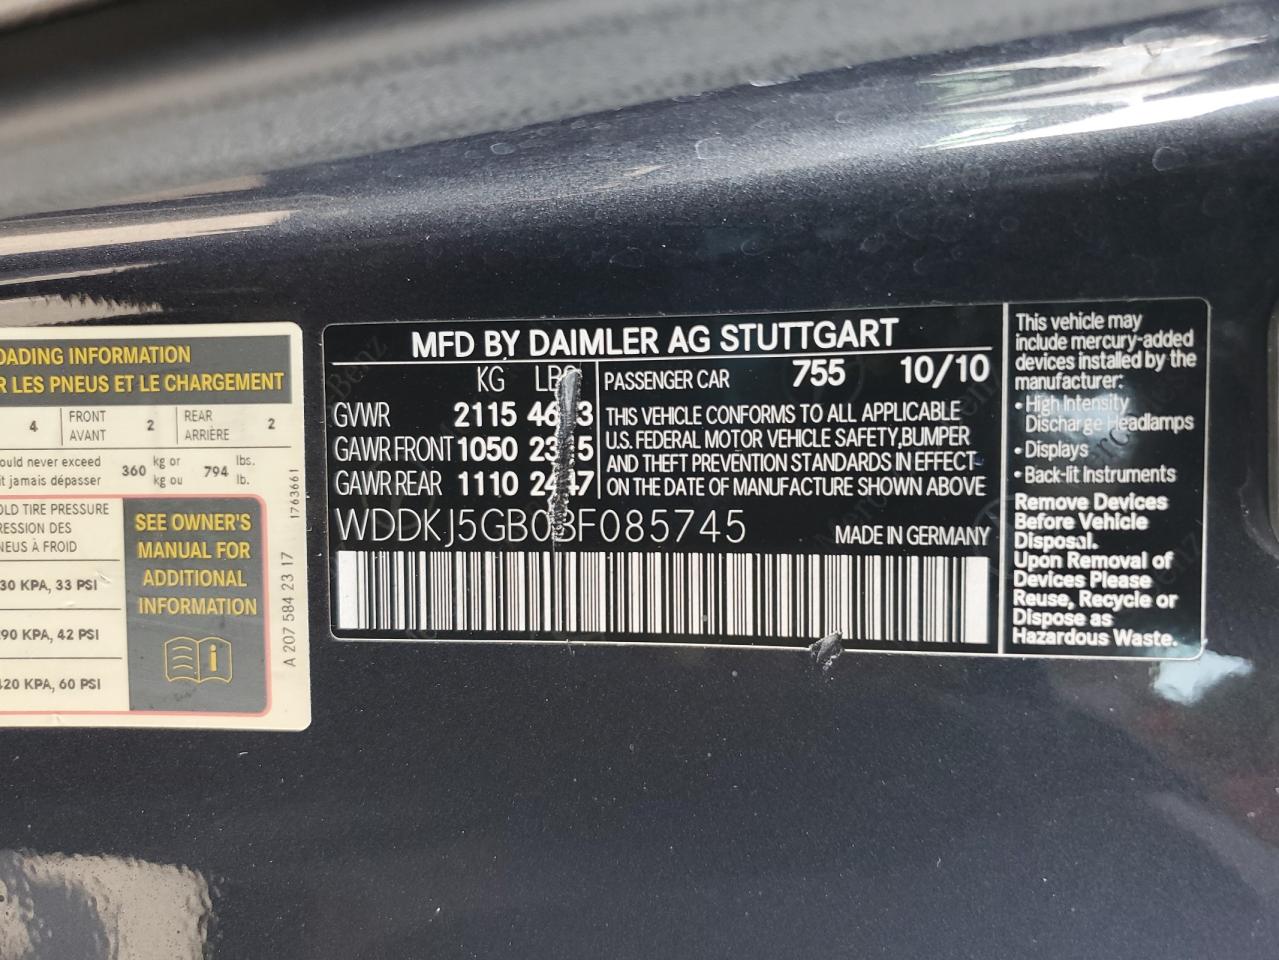 OADING INFORMATION
R LES PNEUS ET LE CHARGEMENT
4 FRONT AVANT 2 REAR ARRIÈRE 2
ould never exceed 360 kg or 794 lbs.
it jamais dépasser kg ou lb.
OLD TIRE PRESSURE
RESSION DES
NEUS À FROID
30 KPA, 33 PSI
90 KPA, 42 PSI
420 KPA, 60 PSI
SEE OWNER'S
MANUAL FOR
ADDITIONAL
INFORMATION
i
1763661
A 207 584 23 17
MFD BY DAIMLER AG STUTTGART
KG LBS PASSENGER CAR 755 10/10
GVWR 2115
GAWR FRONT 1050
GAWR REAR 1110
THIS VEHICLE CONFORMS TO ALL APPLICABLE
U.S. FEDERAL MOTOR VEHICLE SAFETY,BUMPER
AND THEFT PREVENTION STANDARDS IN EFFECT
ON THE DATE OF MANUFACTURE SHOWN ABOVE
WDDKJ5GB0BF085745
MADE IN GERMANY
This vehicle may
include mercury-added
devices installed by the
manufacturer:
• High Intensity
Discharge Headlamps
• Displays
• Back-lit Instruments
Remove Devices
Before Vehicle
Disposal.
Upon Removal of
Devices Please
Reuse, Recycle or
Dispose as
Hazardous Waste.